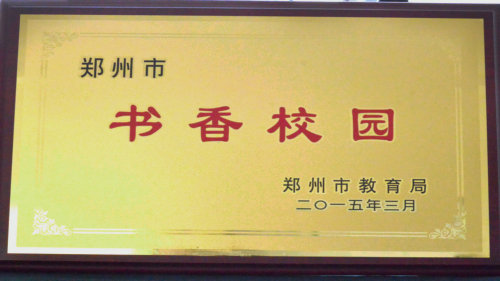 郑州市
书香校园
郑州市教育局
二〇一五年三月